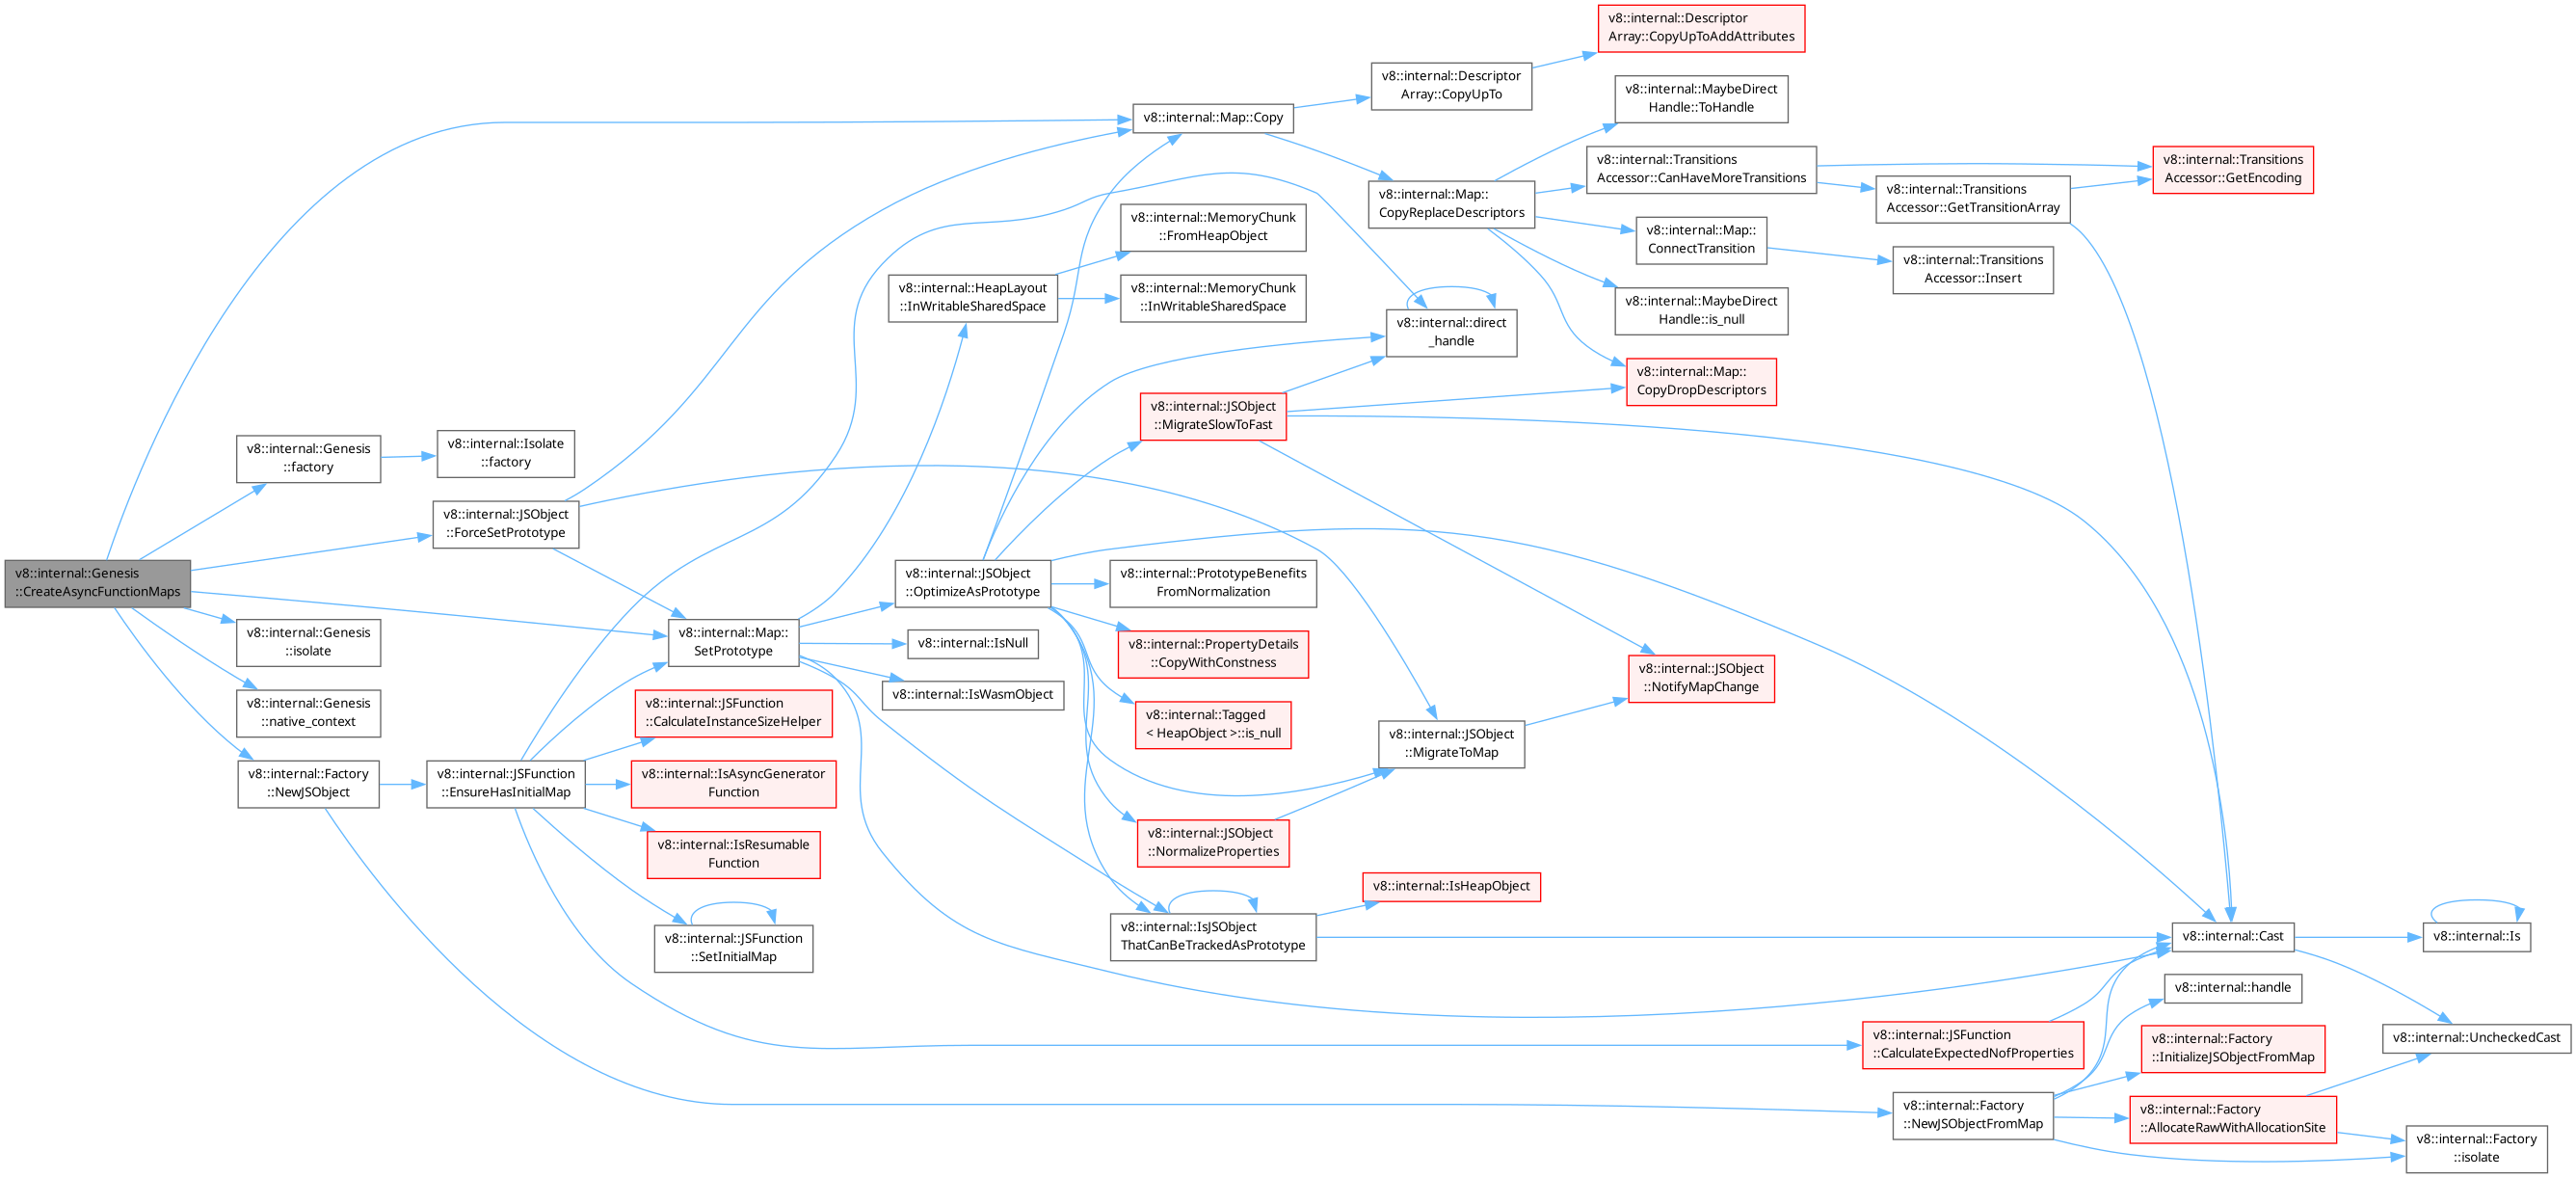 v8::internal::Genesis
::CreateAsyncFunctionMaps
v8::internal::Genesis
::factory
v8::internal::Isolate
::factory
v8::internal::JSObject
::ForceSetPrototype
v8::internal::Genesis
::isolate
v8::internal::Genesis
::native_context
v8::internal::Factory
::NewJSObject
v8::internal::JSFunction
::EnsureHasInitialMap
v8::internal::Map::
SetPrototype
v8::internal::JSFunction
::CalculateInstanceSizeHelper
v8::internal::IsAsyncGenerator
Function
v8::internal::IsResumable
Function
v8::internal::JSFunction
::SetInitialMap
v8::internal::HeapLayout
::InWritableSharedSpace
v8::internal::JSObject
::OptimizeAsPrototype
v8::internal::IsNull
v8::internal::IsWasmObject
v8::internal::Map::Copy
v8::internal::MemoryChunk
::FromHeapObject
v8::internal::MemoryChunk
::InWritableSharedSpace
v8::internal::JSObject
::MigrateSlowToFast
v8::internal::PrototypeBenefits
FromNormalization
v8::internal::PropertyDetails
::CopyWithConstness
v8::internal::Tagged
< HeapObject >::is_null
v8::internal::JSObject
::NormalizeProperties
v8::internal::IsJSObject
ThatCanBeTrackedAsPrototype
v8::internal::Descriptor
Array::CopyUpTo
v8::internal::Map::
CopyReplaceDescriptors
v8::internal::direct
_handle
v8::internal::JSObject
::MigrateToMap
v8::internal::IsHeapObject
v8::internal::Descriptor
Array::CopyUpToAddAttributes
v8::internal::MaybeDirect
Handle::ToHandle
v8::internal::Transitions
Accessor::CanHaveMoreTransitions
v8::internal::Map::
ConnectTransition
v8::internal::MaybeDirect
Handle::is_null
v8::internal::Map::
CopyDropDescriptors
v8::internal::JSObject
::NotifyMapChange
v8::internal::Transitions
Accessor::GetTransitionArray
v8::internal::Transitions
Accessor::Insert
v8::internal::JSFunction
::CalculateExpectedNofProperties
v8::internal::Factory
::NewJSObjectFromMap
v8::internal::Transitions
Accessor::GetEncoding
v8::internal::Cast
v8::internal::handle
v8::internal::Factory
::InitializeJSObjectFromMap
v8::internal::Factory
::AllocateRawWithAllocationSite
v8::internal::Is
v8::internal::UncheckedCast
v8::internal::Factory
::isolate